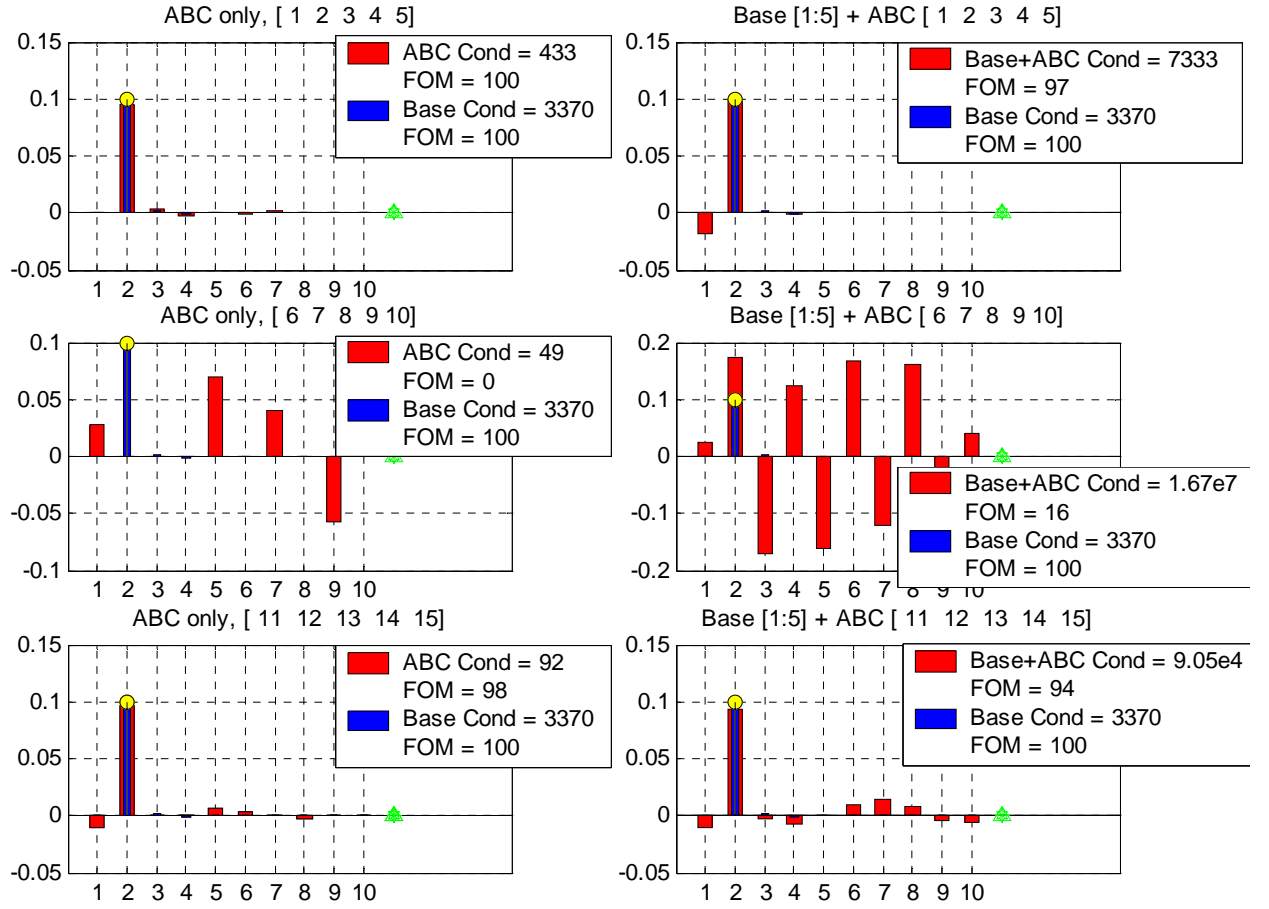 ABC only, [ 1 2 3 4 5]
0.15
0.1
0.05
0
-0.05
1 2 3 4 5 6 7 8 9 10
ABC Cond = 433
FOM = 100
Base Cond = 3370
FOM = 100
Base [1:5] + ABC [ 1 2 3 4 5]
0.15
0.1
0.05
0
-0.05
1 2 3 4 5 6 7 8 9 10
Base+ABC Cond = 7333
FOM = 97
Base Cond = 3370
FOM = 100
ABC only, [ 6 7 8 9 10]
0.1
0.05
0
-0.05
-0.1
1 2 3 4 5 6 7 8 9 10
ABC Cond = 49
FOM = 0
Base Cond = 3370
FOM = 100
Base [1:5] + ABC [ 6 7 8 9 10]
0.2
0.1
0
-0.1
-0.2
1 2 3 4 5 6 7 8 9 10
Base+ABC Cond = 1.67e7
FOM = 16
Base Cond = 3370
FOM = 100
ABC only, [ 11 12 13 14 15]
0.15
0.1
0.05
0
-0.05
1 2 3 4 5 6 7 8 9 10
ABC Cond = 92
FOM = 98
Base Cond = 3370
FOM = 100
Base [1:5] + ABC [ 11 12 13 14 15]
0.15
0.1
0.05
0
-0.05
1 2 3 4 5 6 7 8 9 10
Base+ABC Cond = 9.05e4
FOM = 94
Base Cond = 3370
FOM = 100